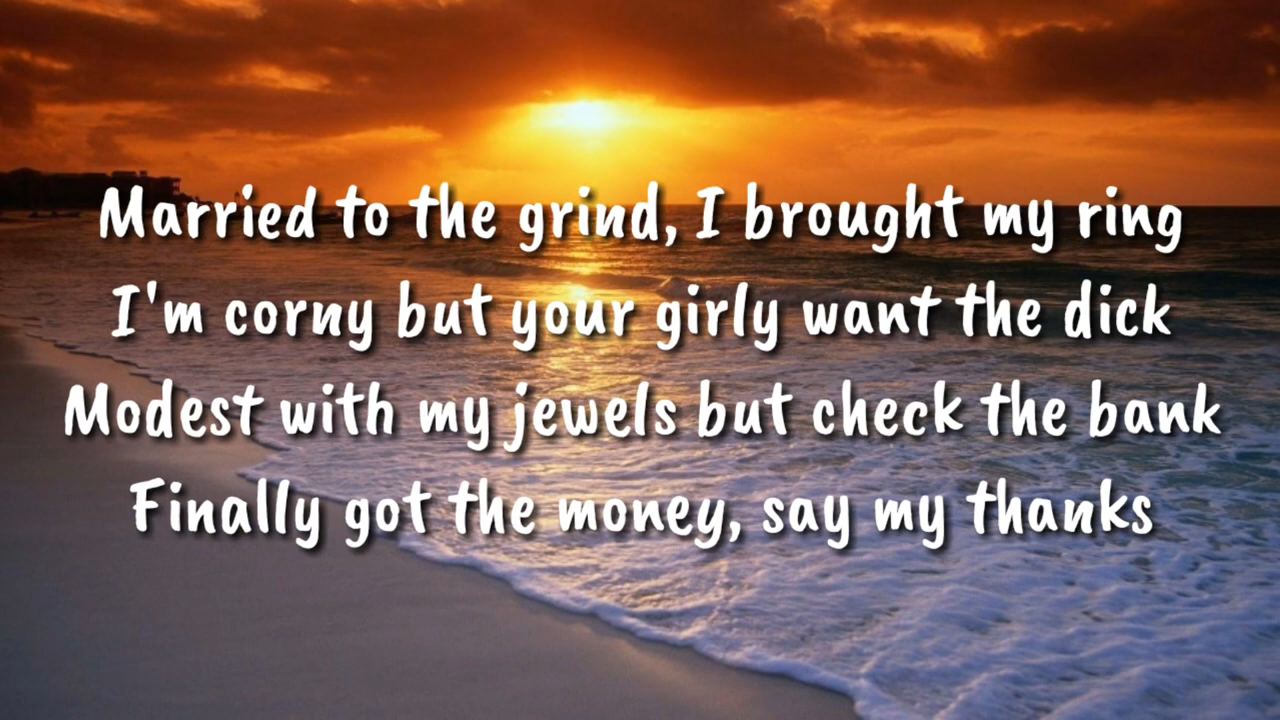 Married to the grind, I brought my ring
I'm corny but your girly want the dick
Modest with my jewels but check the bank
Finally got the money, say my thanks